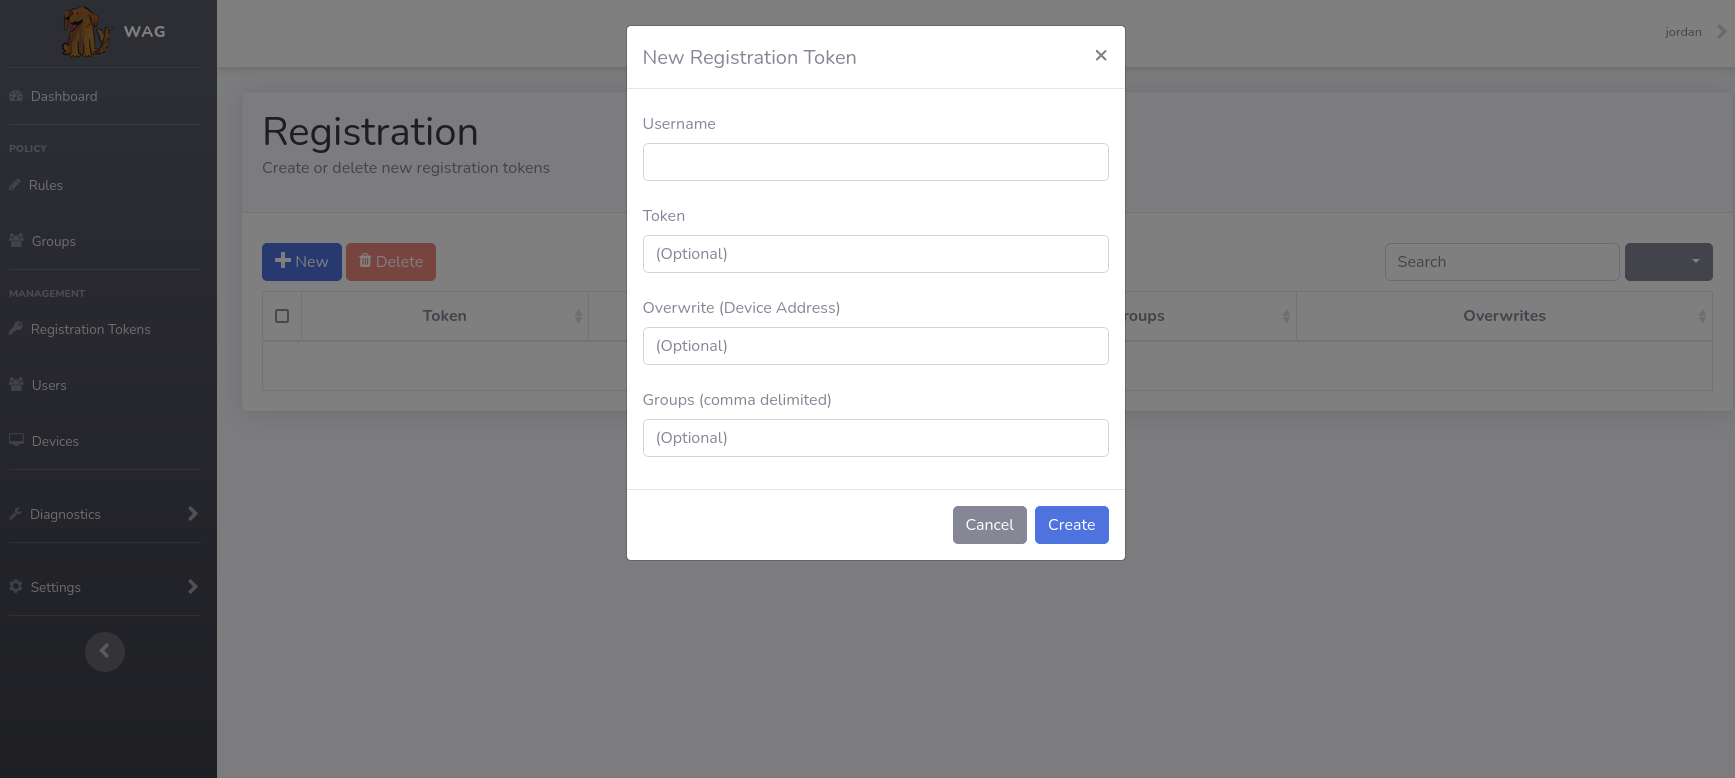 WAG
jordan
Dashboard
POLICY
Rules
Groups
MANAGEMENT
Registration Tokens
Users
Devices
Diagnostics
Settings
Registration
Create or delete new registration tokens
New Delete
Search
Token roups Overwrites
New Registration Token ×
Username
Token
(Optional)
Overwrite (Device Address)
(Optional)
Groups (comma delimited)
(Optional)
Cancel Create